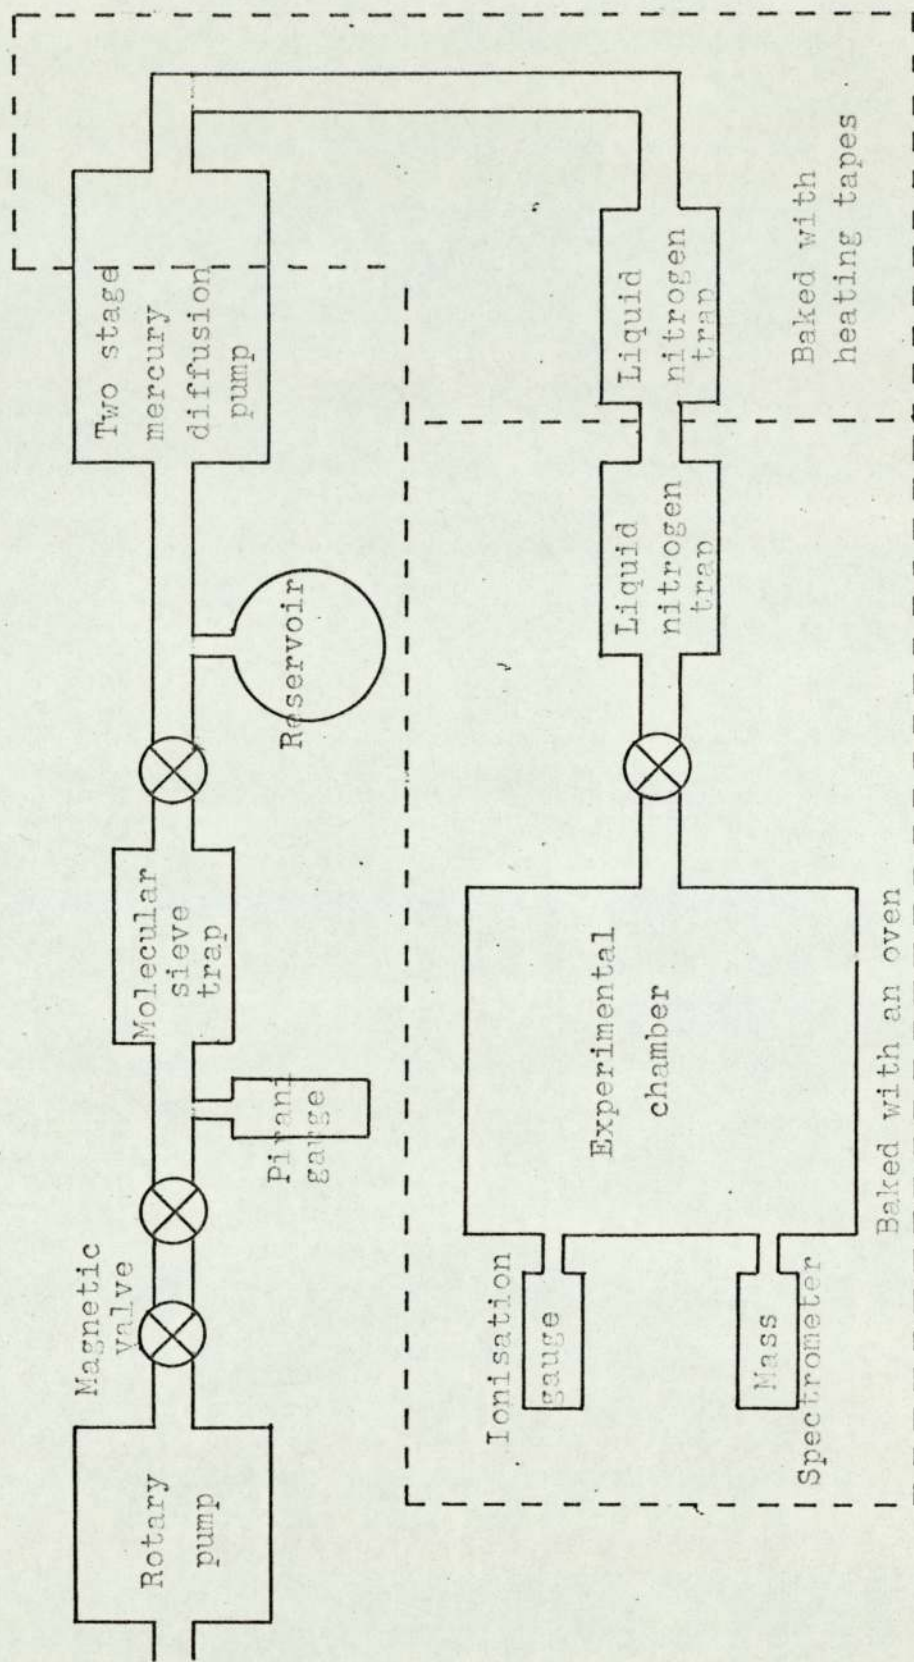 Two stage
mercury
diffusion
pump
Reservoir
Molecular
sieve
trap
Pirani
gauge
Magnetic
valve
Rotary
pump
Liquid
nitrogen
trap
Baked with
heating tapes
Liquid
nitrogen
trap
Experimental
chamber
Ionisation
gauge
Mass
Spectrometer
Baked with an oven